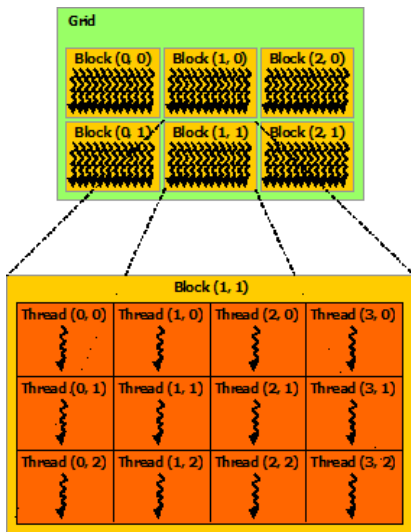 Grid
Block (0, 0) Block (1, 0) Block (2, 0)
Block (0, 1) Block (1, 1) Block (2, 1)
Block (1, 1)
Thread (0, 0) Thread (1, 0) Thread (2, 0) Thread (3, 0)
Thread (0, 1) Thread (1, 1) Thread (2, 1) Thread (3, 1)
Thread (0, 2) Thread (1, 2) Thread (2, 2) Thread (3, 2)